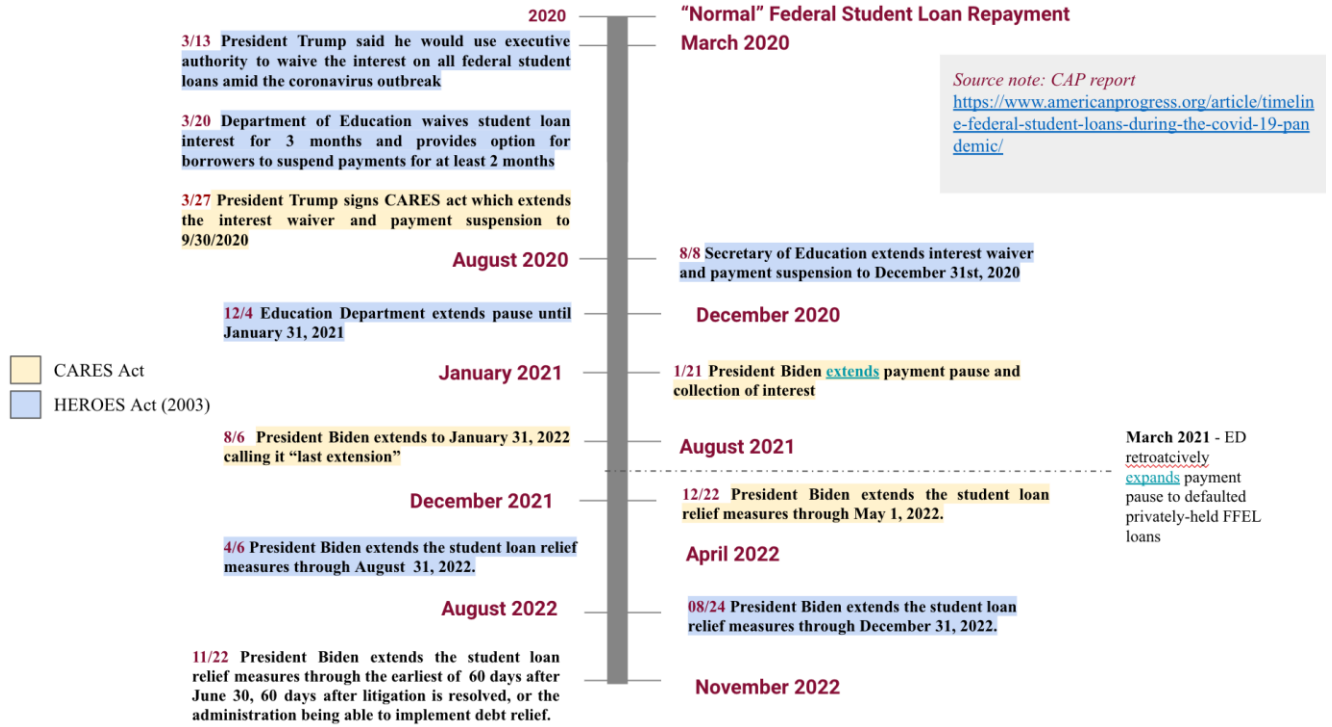 2020
"Normal" Federal Student Loan Repayment
March 2020
3/13 President Trump said he would use executive
authority to waive the interest on all federal student
loans amid the coronavirus outbreak
Source note: CAP report
https://www.americanprogress.org/article/timelin
e-federal-student-loans-during-the-covid-19-pan
demic/
3/20 Department of Education waives student loan
interest for 3 months and provides option for
borrowers to suspend payments for at least 2 months
3/27 President Trump signs CARES act which extends
the interest waiver and payment suspension to
9/30/2020
August 2020
8/8 Secretary of Education extends interest waiver
and payment suspension to December 31st, 2020
12/4 Education Department extends pause until
January 31, 2021
December 2020
CARES Act
HEROES Act (2003)
January 2021
1/21 President Biden extends payment pause and
collection of interest
8/6 President Biden extends to January 31, 2022
calling it “last extension”
August 2021
March 2021 - ED
retroatcively
expands payment
pause to defaulted
privately-held FFEL
loans
December 2021
12/22 President Biden extends the student loan
relief measures through May 1, 2022.
4/6 President Biden extends the student loan relief
measures through August 31, 2022.
April 2022
August 2022
08/24 President Biden extends the student loan
relief measures through December 31, 2022.
11/22 President Biden extends the student loan
relief measures through the earliest of 60 days after
June 30, 60 days after litigation is resolved, or the
administration being able to implement debt relief.
November 2022